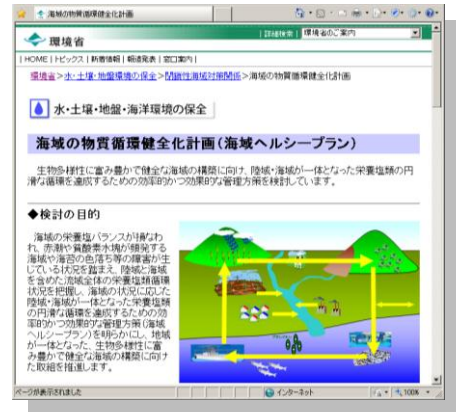 海域の物質循環健全化計画
環境省
詳細検索 環境省のご案内
HOME | トピックス | 新着情報 | 報道発表 | 窓口案内 |
環境省>水・土壌・地盤環境の保全>閉鎖性海域対策関係>海域の物質循環健全化計画
水・土壌・地盤・海洋環境の保全
海域の物質循環健全化計画(海域ヘルシープラン)
生物多様性に富み豊かで健全な海域の構築に向け、陸域・海域が一体となった栄養塩類の円
滑な循環を達成するための効率的かつ効果的な管理方策を検討しています。
◆検討の目的
海域の栄養塩バランスが損なわ
れ、赤潮や貧酸素水塊が頻発する
海域や海苔の色落ち等の障害が生
じている状況を踏まえ、陸域と海域
を含めた流域全体の栄養塩類循環
状況を把握し、海域の状況に応じた
陸域・海域が一体となった栄養塩類
の円滑な循環を達成するための効
率的かつ効果的な管理方策(海域
ヘルシープラン)を明らかにし、地域
が一体となった、生物多様性に富
み豊かで健全な海域の構築に向け
た取組を推進します。
ページが表示されました
インターネット
100%